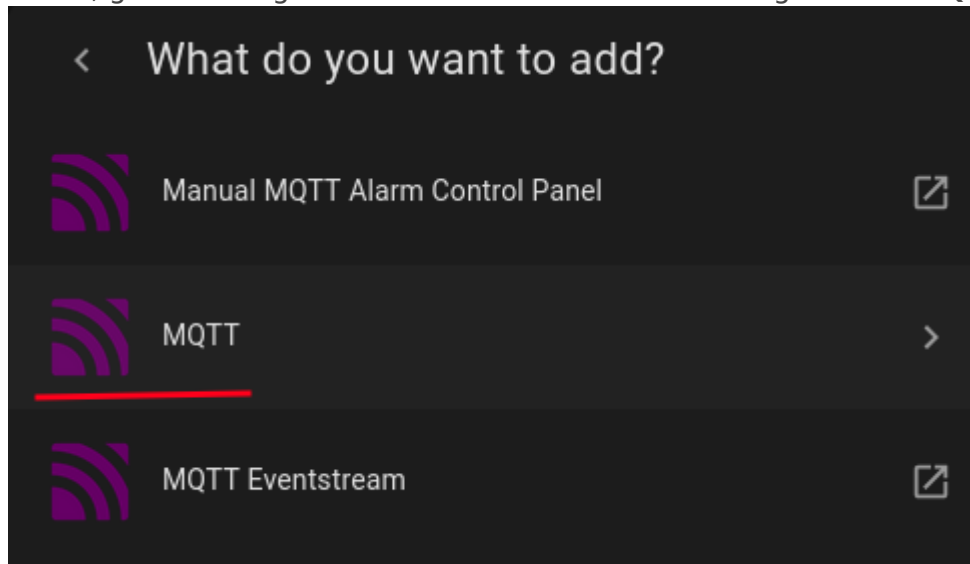 What do you want to add?
Manual MQTT Alarm Control Panel
MQTT
MQTT Eventstream